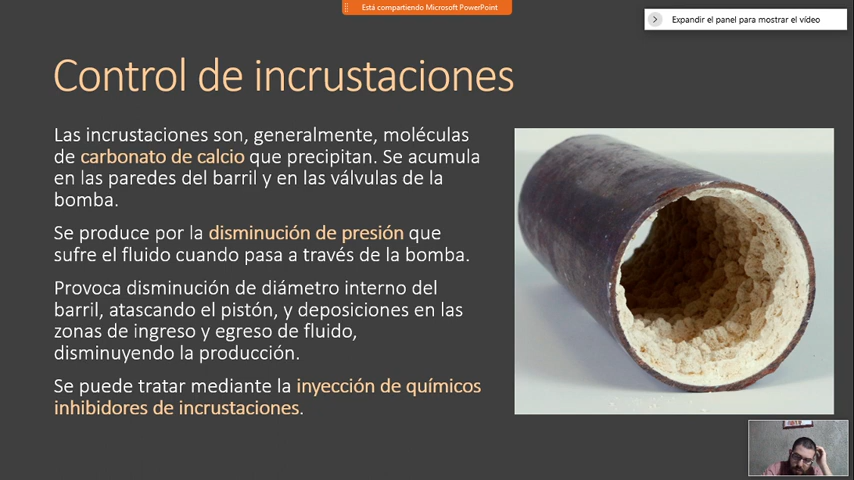 Está compartiendo Microsoft PowerPoint
Expandir el panel para mostrar el vídeo
Control de incrustaciones
Las incrustaciones son, generalmente, moléculas
de carbonato de calcio que precipitan. Se acumula
en las paredes del barril y en las válvulas de la
bomba.
Se produce por la disminución de presión que
sufre el fluido cuando pasa a través de la bomba.
Provoca disminución de diámetro interno del
barril, atascando el pistón, y deposiciones en las
zonas de ingreso y egreso de fluido,
disminuyendo la producción.
Se puede tratar mediante la inyección de químicos
inhibidores de incrustaciones.